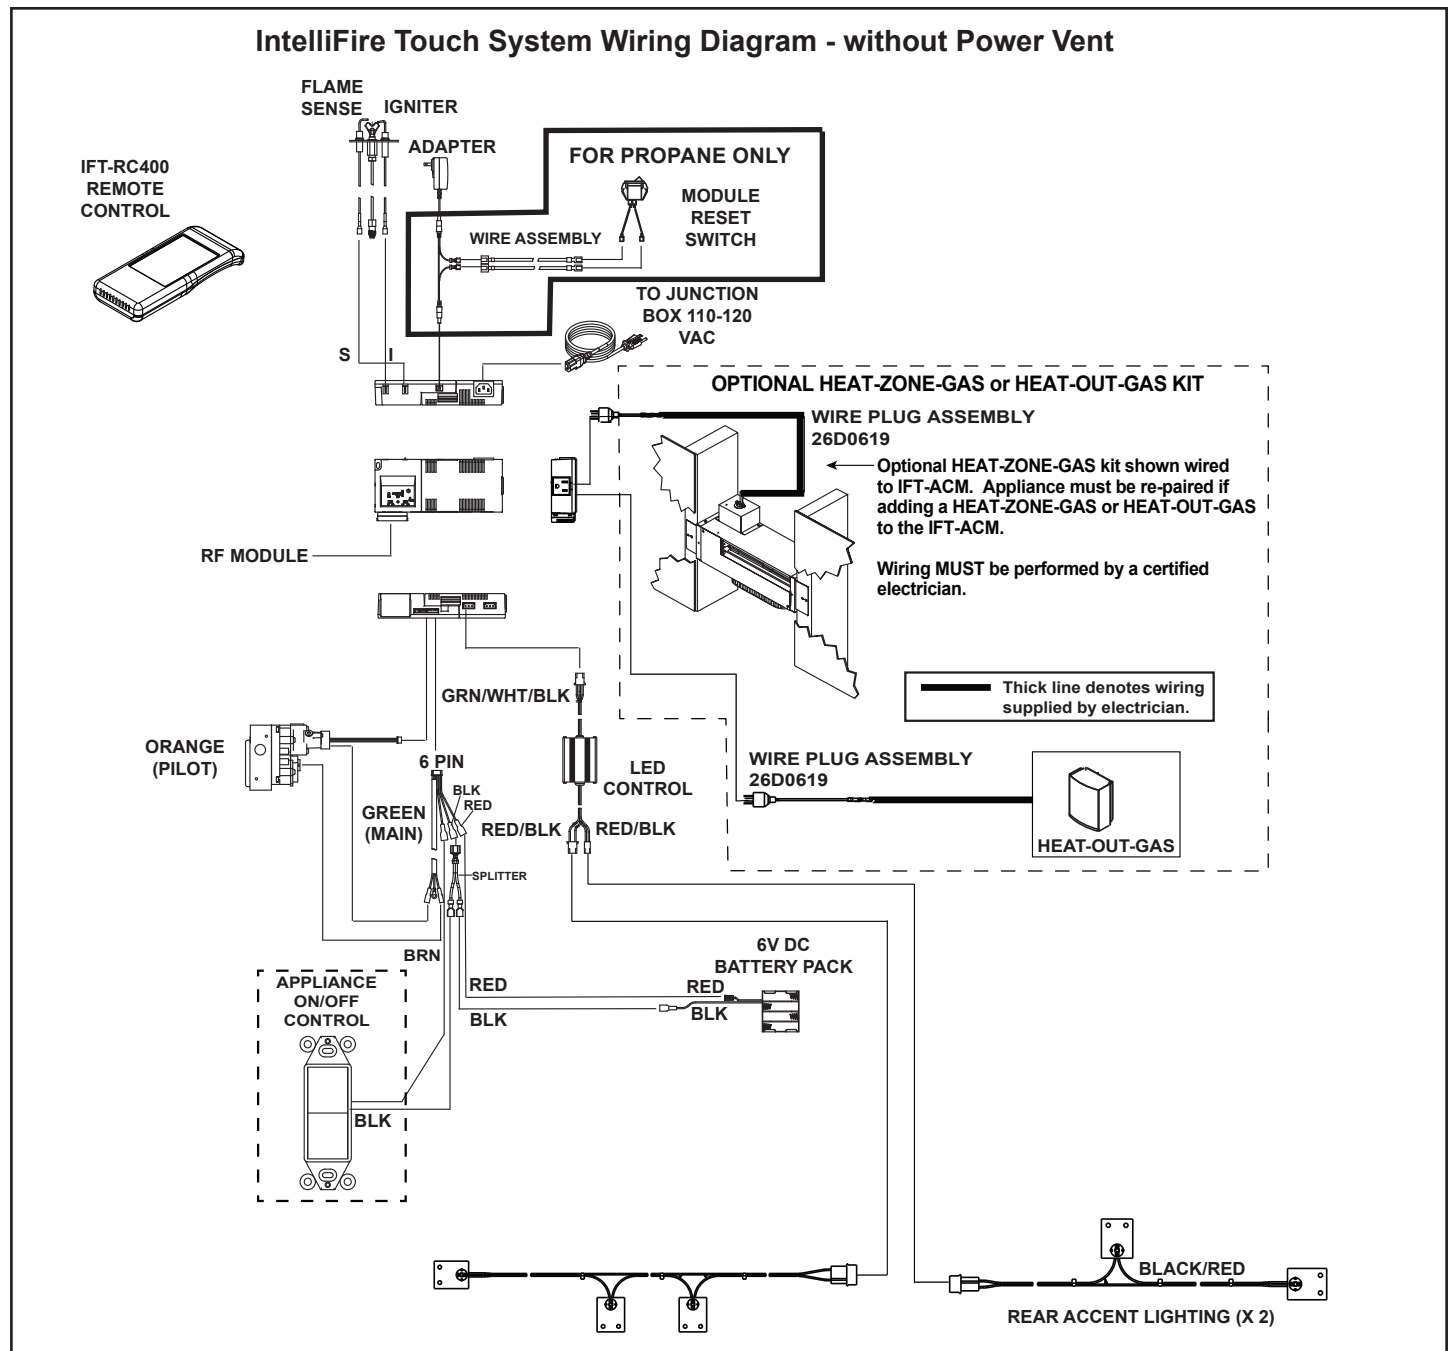 IntelliFire Touch System Wiring Diagram - without Power Vent
FLAME
SENSE
IGNITER
ADAPTER
IFT-RC400
REMOTE
CONTROL
FOR PROPANE ONLY
MODULE
RESET
SWITCH
WIRE ASSEMBLY
TO JUNCTION
BOX 110-120
VAC
S
I
OPTIONAL HEAT-ZONE-GAS or HEAT-OUT-GAS KIT
WIRE PLUG ASSEMBLY
26D0619
Optional HEAT-ZONE-GAS kit shown wired
to IFT-ACM. Appliance must be re-paired if
adding a HEAT-ZONE-GAS or HEAT-OUT-GAS
to the IFT-ACM.
Wiring MUST be performed by a certified
electrician.
RF MODULE
Thick line denotes wiring
supplied by electrician.
GRN/WHT/BLK
ORANGE
(PILOT)
6 PIN
BLK
RED
GREEN
(MAIN)
LED
CONTROL
RED/BLK
RED/BLK
WIRE PLUG ASSEMBLY
26D0619
HEAT-OUT-GAS
SPLITTER
BRN
6V DC
BATTERY PACK
RED
RED
BLK
BLK
APPLIANCE
ON/OFF
CONTROL
BLK
BLACK/RED
REAR ACCENT LIGHTING (X 2)